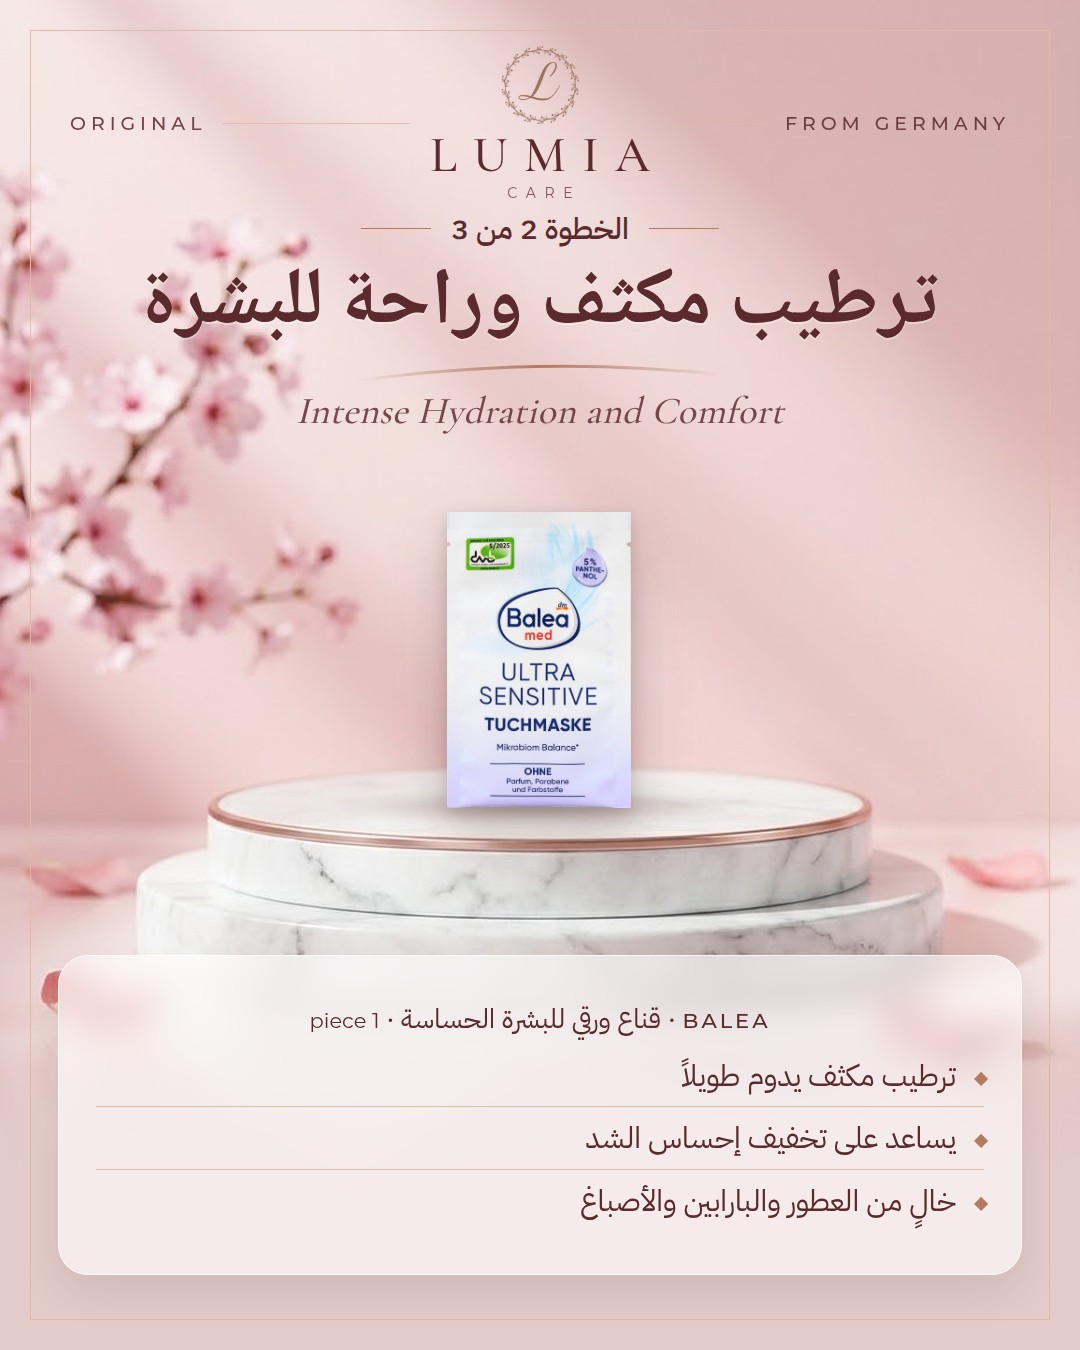 ORIGINAL
L
LUMIA
CARE
FROM GERMANY
الخطوة 2 من 3
ترطيب مكثف وراحة للبشرة
Intense Hydration and Comfort
5/2025
5% PANTHE-
NOL
dm
Balea
med
ULTRA
SENSITIVE
TUCHMASKE
Mikrobiom Balance*
OHNE
Parfum, Parabene
und Farbstoffe
BALEA · قناع ورقي للبشرة الحساسة · 1 piece
ترطيب مكثف يدوم طويلاً
يساعد على تخفيف إحساس الشد
خالٍ من العطور والبارابين والأصباغ